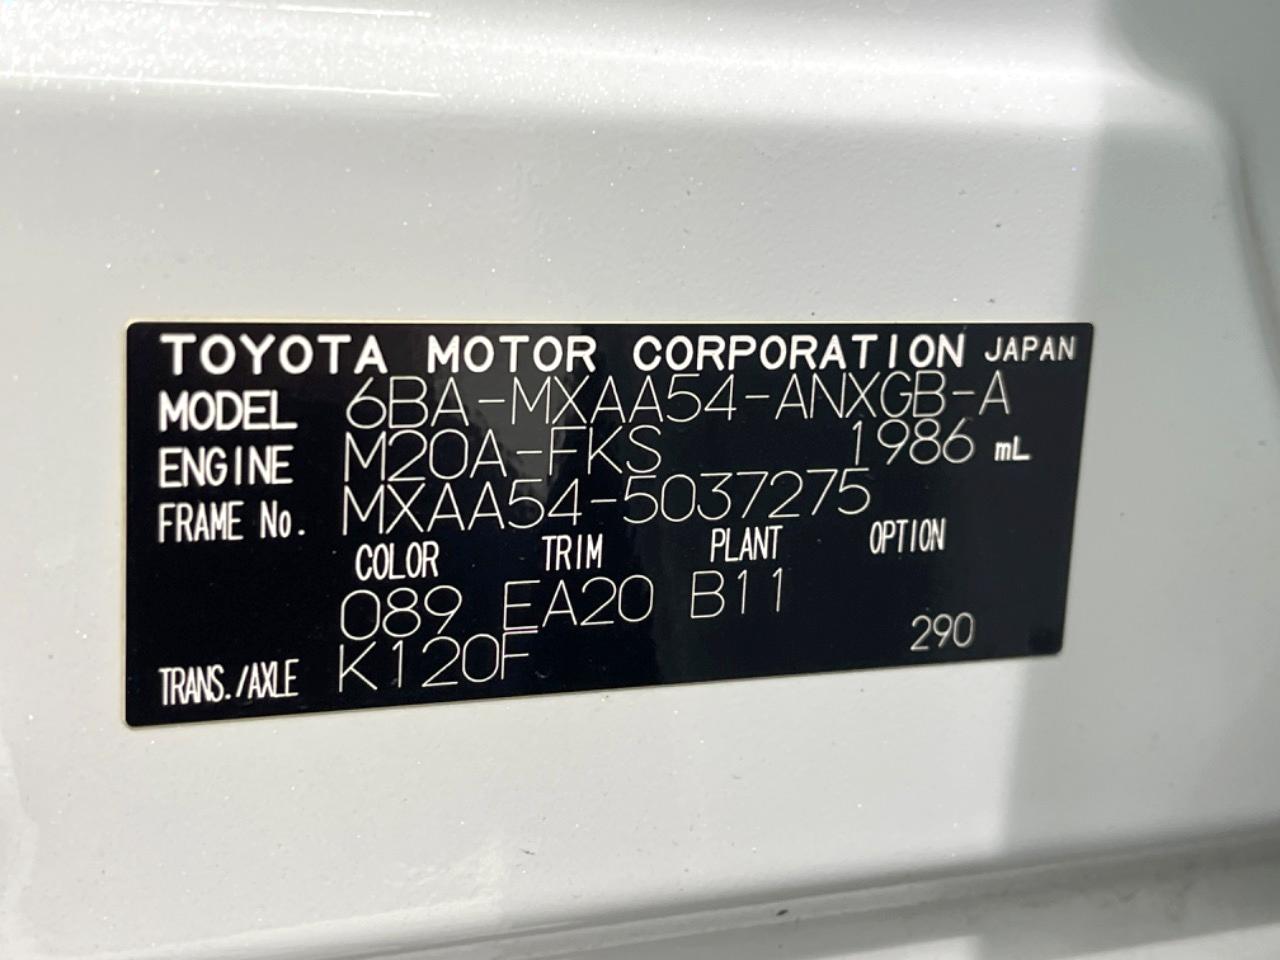 TOYOTA MOTOR CORPORATION JAPAN
MODEL 6BA-MXAA54-ANXGB-A
ENGINE M20A-FKS 1986 mL
FRAME No. MXAA54-5037275
COLOR TRIM PLANT OPTION
089 EA20 B11
TRANS./AXLE K120F 290